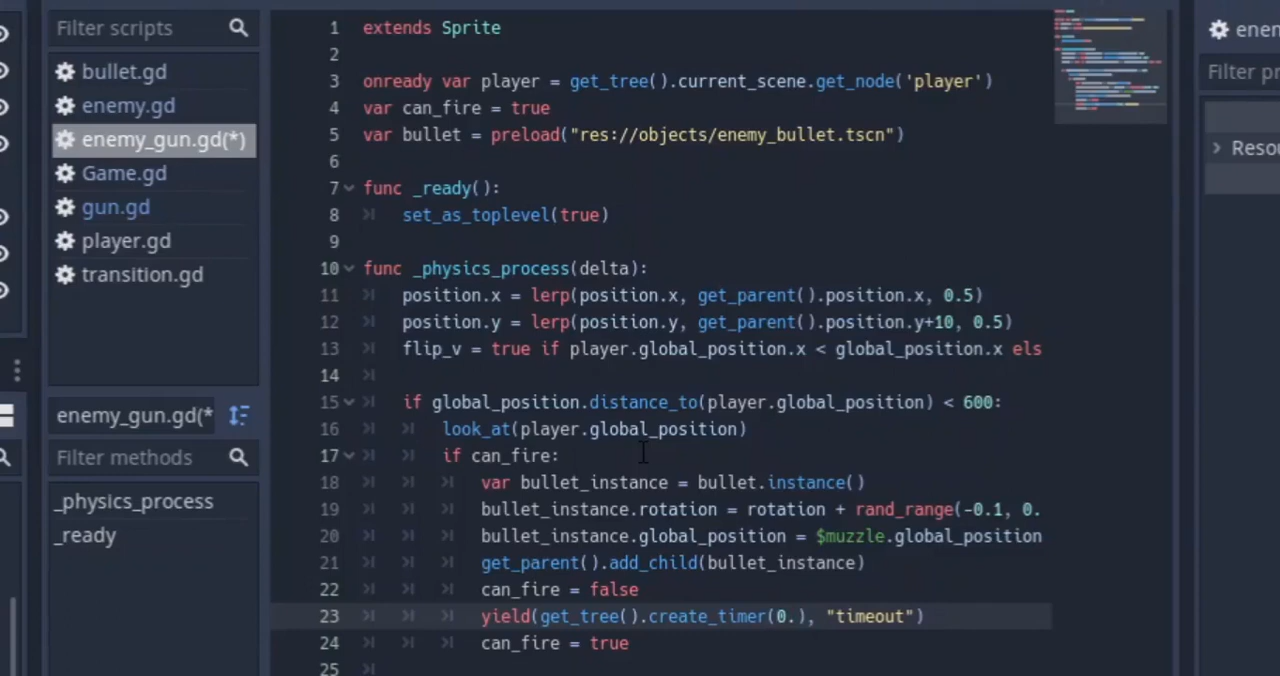 Filter scripts
bullet.gd
enemy.gd
enemy_gun.gd(*)
Game.gd
gun.gd
player.gd
transition.gd
enemy_gun.gd(*
Filter methods
_physics_process
_ready
1 extends Sprite
2
3 onready var player = get_tree().current_scene.get_node('player')
4 var can_fire = true
5 var bullet = preload("res://objects/enemy_bullet.tscn")
6
7 func _ready():
8 set_as_toplevel(true)
9
10 func _physics_process(delta):
11 position.x = lerp(position.x, get_parent().position.x, 0.5)
12 position.y = lerp(position.y, get_parent().position.y+10, 0.5)
13 flip_v = true if player.global_position.x < global_position.x els
14
15 if global_position.distance_to(player.global_position) < 600:
16 look_at(player.global_position)
17 if can_fire:
18 var bullet_instance = bullet.instance()
19 bullet_instance.rotation = rotation + rand_range(-0.1, 0.
20 bullet_instance.global_position = $muzzle.global_position
21 get_parent().add_child(bullet_instance)
22 can_fire = false
23 yield(get_tree().create_timer(0.), "timeout")
24 can_fire = true
25
enem
Filter pr
Resou